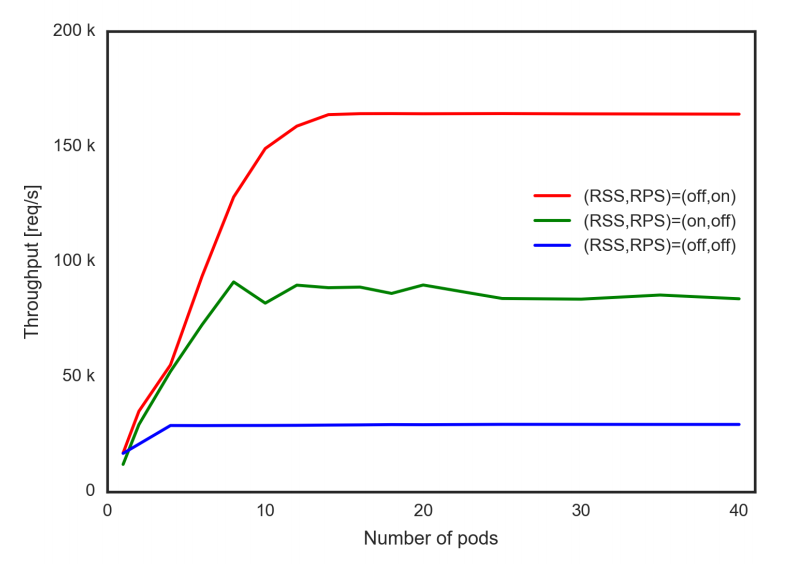 200 k
150 k
100 k
50 k
0
Throughput [req/s]
(RSS,RPS)=(off,on)
(RSS,RPS)=(on,off)
(RSS,RPS)=(off,off)
0 10 20 30 40
Number of pods